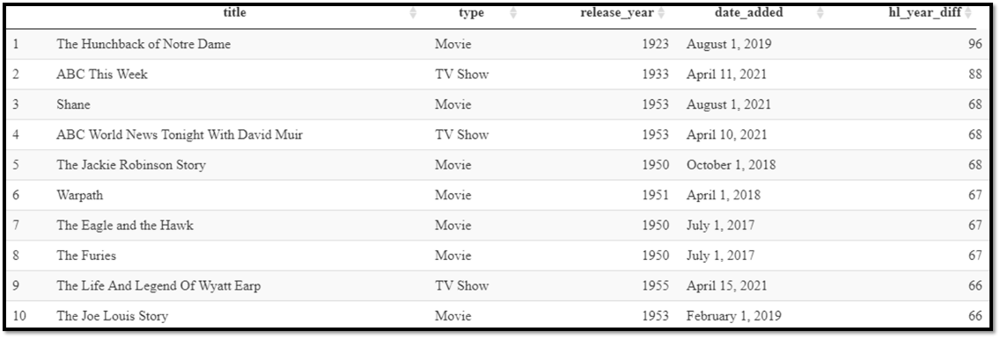 title type release_year date_added hl_year_diff
1 The Hunchback of Notre Dame Movie 1923 August 1, 2019 96
2 ABC This Week TV Show 1933 April 11, 2021 88
3 Shane Movie 1953 August 1, 2021 68
4 ABC World News Tonight With David Muir TV Show 1953 April 10, 2021 68
5 The Jackie Robinson Story Movie 1950 October 1, 2018 68
6 Warpath Movie 1951 April 1, 2018 67
7 The Eagle and the Hawk Movie 1950 July 1, 2017 67
8 The Furies Movie 1950 July 1, 2017 67
9 The Life And Legend Of Wyatt Earp TV Show 1955 April 15, 2021 66
10 The Joe Louis Story Movie 1953 February 1, 2019 66